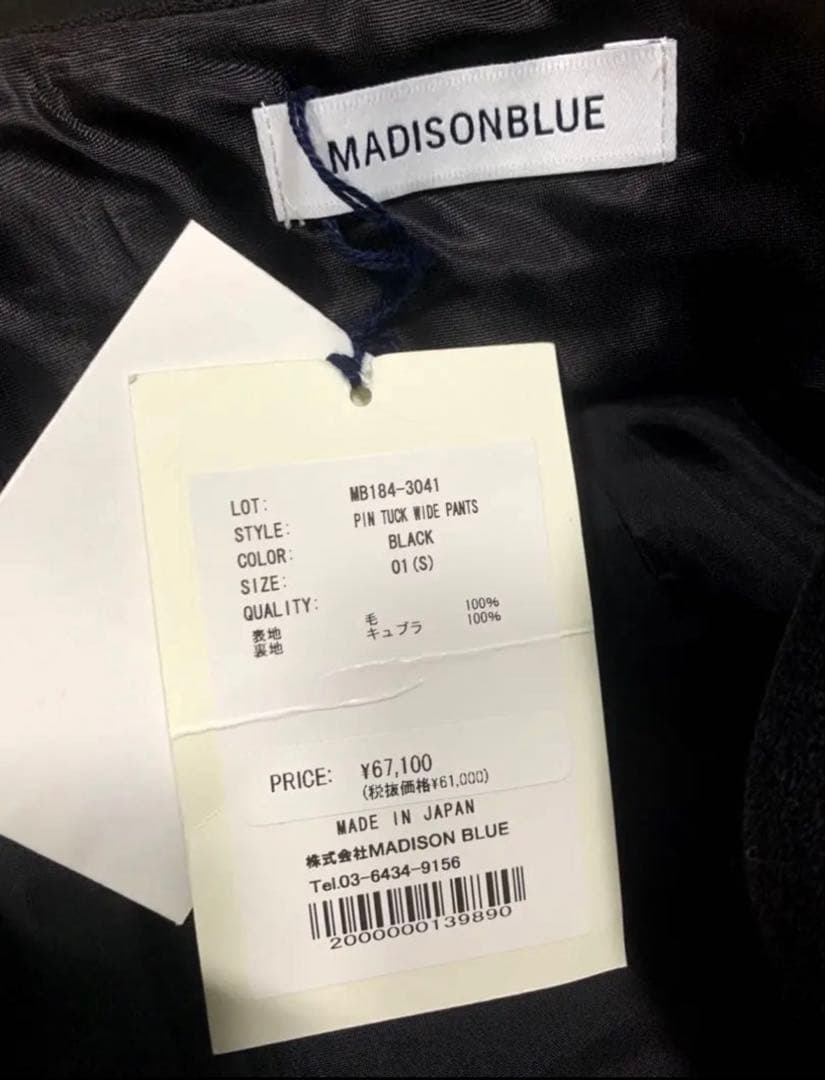 MADISONBLUE
LOT: MB184-3041
STYLE: PIN TUCK WIDE PANTS
COLOR: BLACK
SIZE: 01(S)
QUALITY:
表地 毛 100%
裏地 キュプラ 100%
PRICE: ¥67,100
(税抜価格¥61,000)
MADE IN JAPAN
株式会社MADISON BLUE
Tel.03-6434-9156
2000000139890